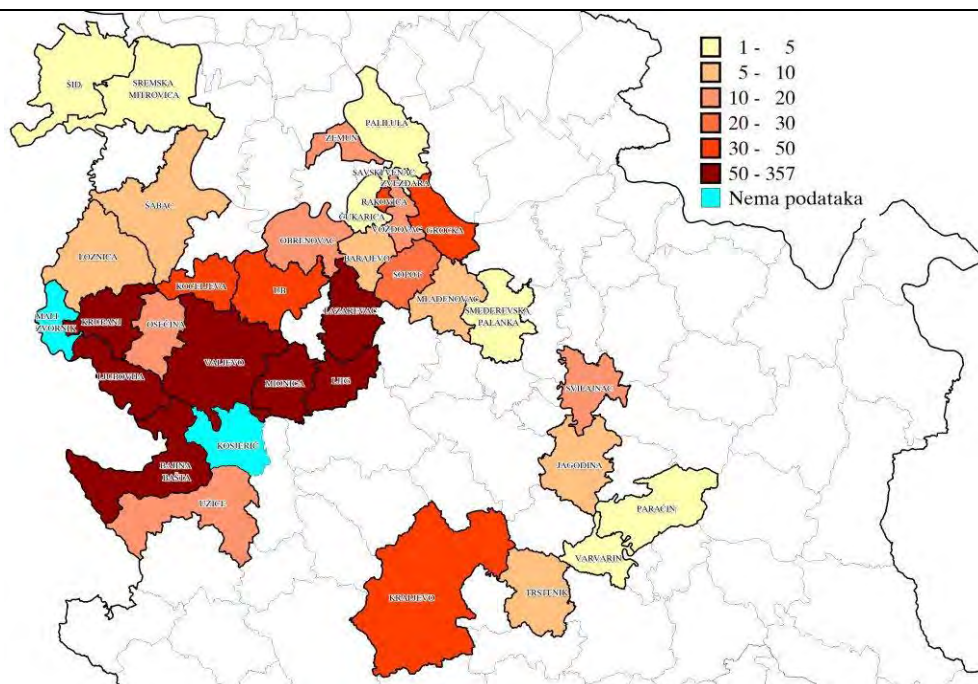 1 - 5
5 - 10
10 - 20
20 - 30
30 - 50
50 - 357
Nema podataka
ŠID
SREMSKA
MITROVICA
PALILULA
ZEMUN
SAVSKI VENAC
ZVEZDARA
RAKOVICA
ČUKARICA
VOŽDOVAC
GROCKA
ŠABAC
OBRENOVAC
BARAJEVO
SOPOT
LOZNICA
KOCELJEVA
UB
MLADENOVAC
SMEDEREVSKA
PALANKA
LAZAREVAC
MALI
ZVORNIK
KRUPANJ
OSEČINA
VALJEVO
LJUBOVIJA
MIONICA
LJIG
SVILAJNAC
KOSJERIĆ
BAJINA
BAŠTA
JAGODINA
UŽICE
PARAĆIN
VARVARIN
KRALJEVO
TRSTENIK